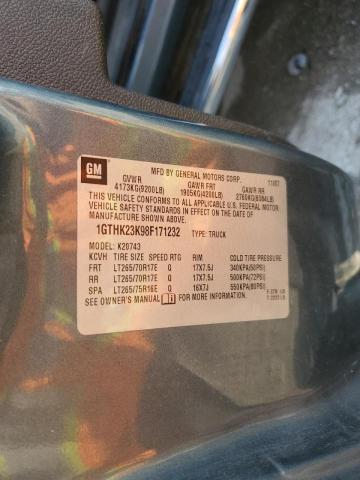 GM
MFD BY GENERAL MOTORS CORP. 11/07
GVWR GAWR FRT GAWR RR
4173KG(9200LB) 1905KG(4200LB) 2760KG(6084LB)
THIS VEHICLE CONFORMS TO ALL APPLICABLE U.S. FEDERAL MOTOR
VEHICLE SAFETY STANDARDS IN EFFECT ON THE DATE OF
MANUFACTURE SHOWN ABOVE.
1GTHK23K98F171232 TYPE: TRUCK
MODEL: K20743
KCVH TIRE SIZE SPEED RTG RIM COLD TIRE PRESSURE
FRT LT265/70R17E Q 17X7.5J 340KPA(50PSI)
RR LT265/70R17E Q 17X7.5J 500KPA(72PSI)
SPA LT265/75R16E Q 16X7J 550KPA(80PSI)
SEE OWNER'S MANUAL FOR MORE INFORMATION.